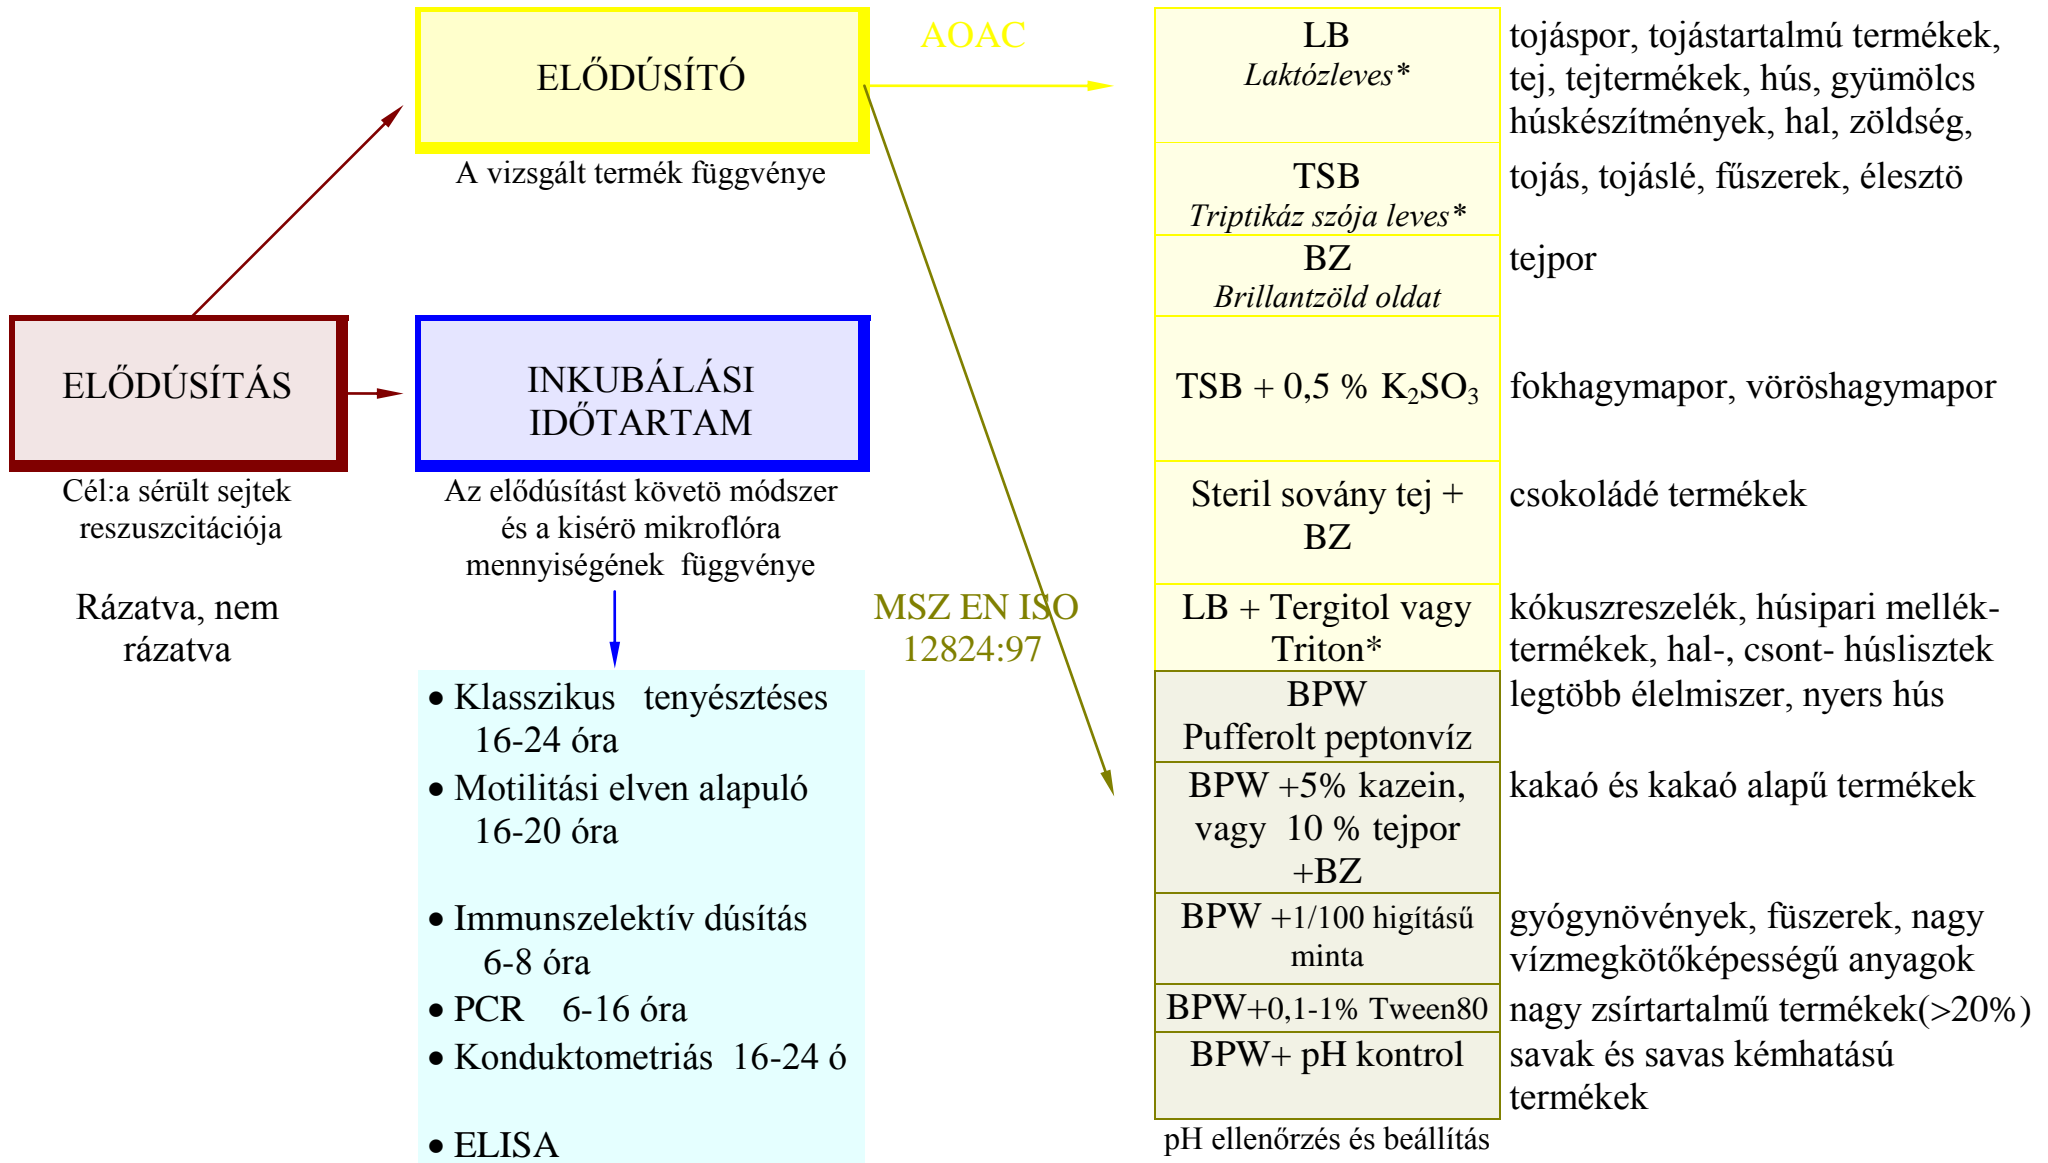 ELŐDÚSÍTÁS
Cél:a sérült sejtek
reszuszcitációja
Rázatva, nem
rázatva
ELŐDÚSÍTÓ
A vizsgált termék függvénye
INKUBÁLÁSI
IDŐTARTAM
Az elődúsítást követö módszer
és a kisérö mikroflóra
mennyiségének függvénye
• Klasszikus tenyésztéses
16-24 óra
• Motilitási elven alapuló
16-20 óra
• Immunszelektív dúsítás
6-8 óra
• PCR 6-16 óra
• Konduktometriás 16-24 ó
• ELISA
AOAC
MSZ EN ISO
12824:97
LB
Laktózleves*
tojáspor, tojástartalmú termékek,
tej, tejtermékek, hús, gyümölcs
húskészítmények, hal, zöldség,
TSB
Triptikáz szója leves*
tojás, tojáslé, fűszerek, élesztö
BZ
Brillantzöld oldat
tejpor
TSB + 0,5 % K₂SO₃
fokhagymapor, vöröshagymapor
Steril sovány tej +
BZ
csokoládé termékek
LB + Tergitol vagy
Triton*
kókuszreszelék, húsipari mellék-
termékek, hal-, csont- húslisztek
BPW
Pufferolt peptonvíz
legtöbb élelmiszer, nyers hús
BPW +5% kazein,
vagy 10 % tejpor
+BZ
kakaó és kakaó alapű termékek
BPW +1/100 higításű
minta
gyógynövények, füszerek, nagy
vízmegkötőképességű anyagok
BPW+0,1-1% Tween80
nagy zsírtartalmű termékek(>20%)
BPW+ pH kontrol
savak és savas kémhatású
termékek
pH ellenőrzés és beállítás